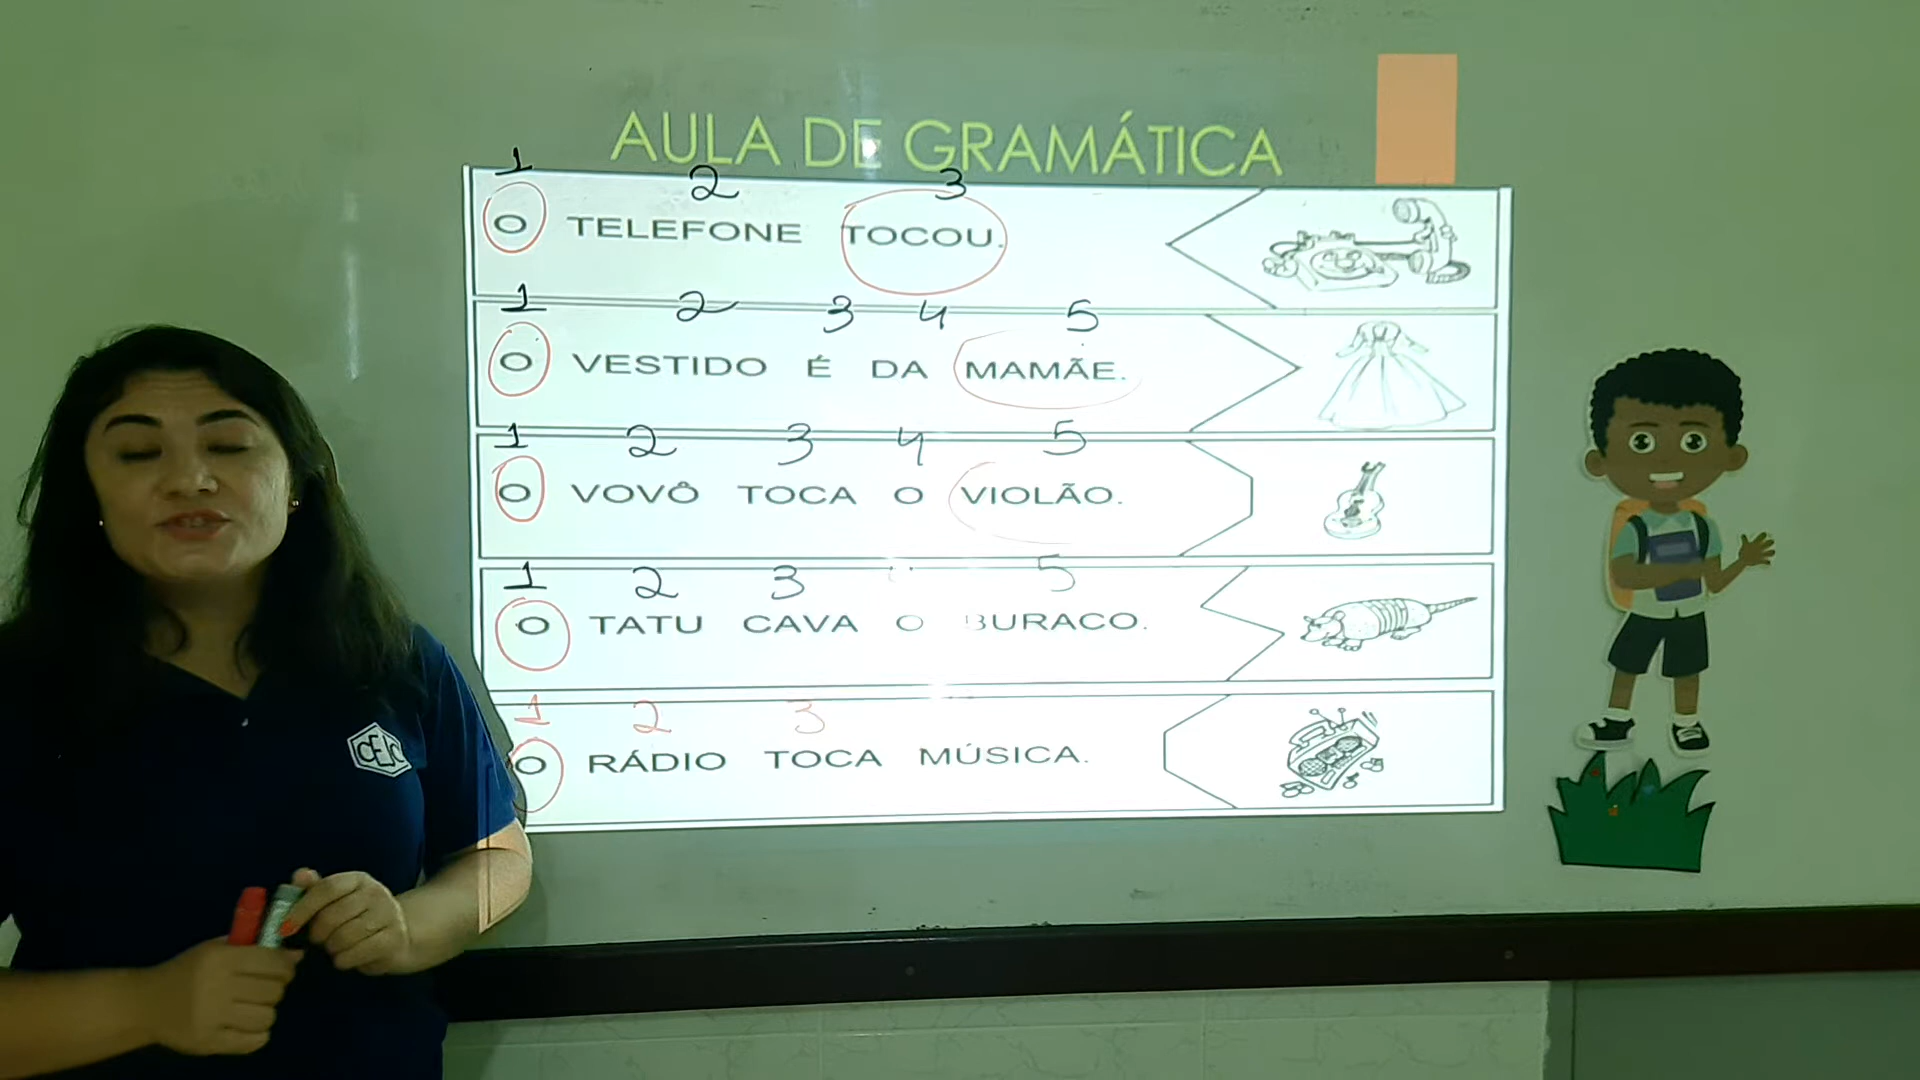 AULA DE GRAMÁTICA
1 2 3
O TELEFONE TOCOU.
1 2 3 4 5
O VESTIDO É DA MAMÃE.
1 2 3 4 5
O VOVÔ TOCA O VIOLÃO.
1 2 3 5
O TATU CAVA O BURACO.
1 2 3
O RÁDIO TOCA MÚSICA.
CEJC